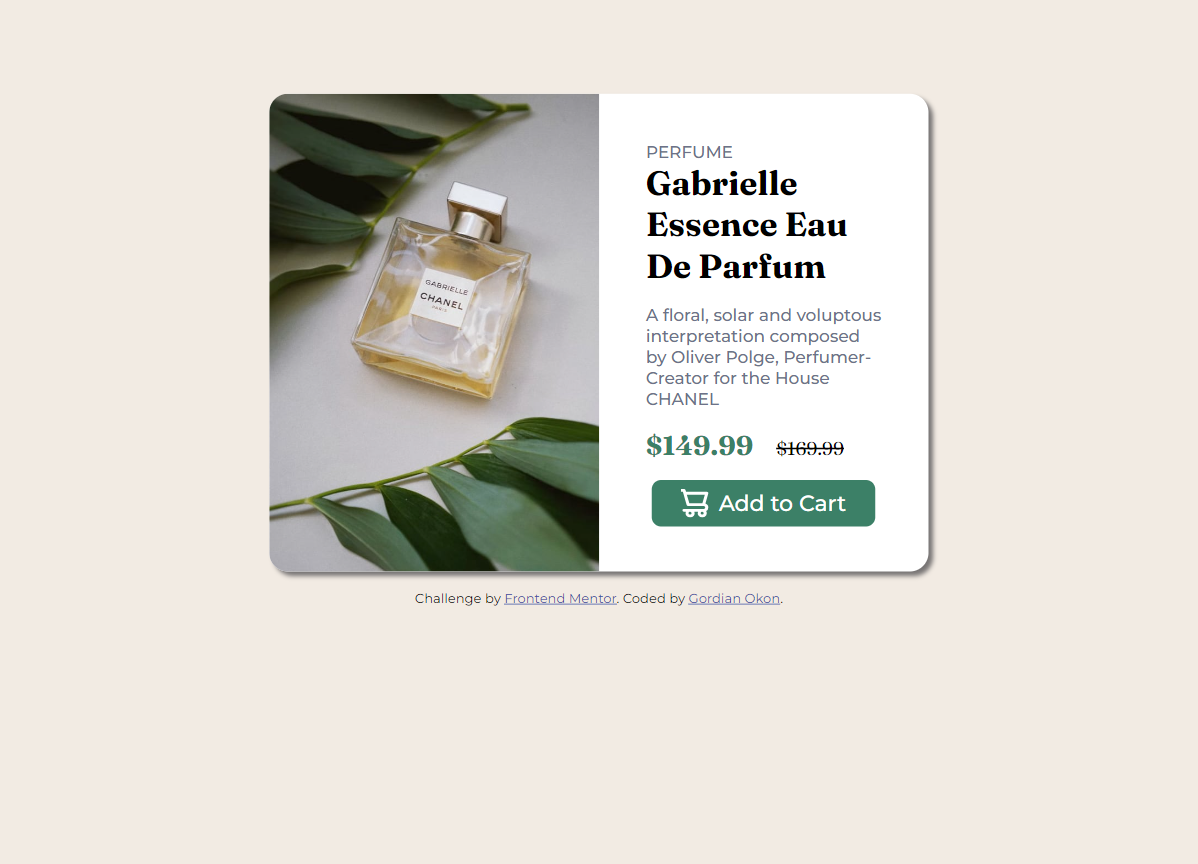 GABRIELLE
CHANEL
PARIS
PERFUME
Gabrielle
Essence Eau
De Parfum
A floral, solar and voluptuous
interpretation composed
by Oliver Polge, Perfumer-
Creator for the House
CHANEL
$149.99 $169.99
Add to Cart
Challenge by Frontend Mentor. Coded by Gordian Okon.